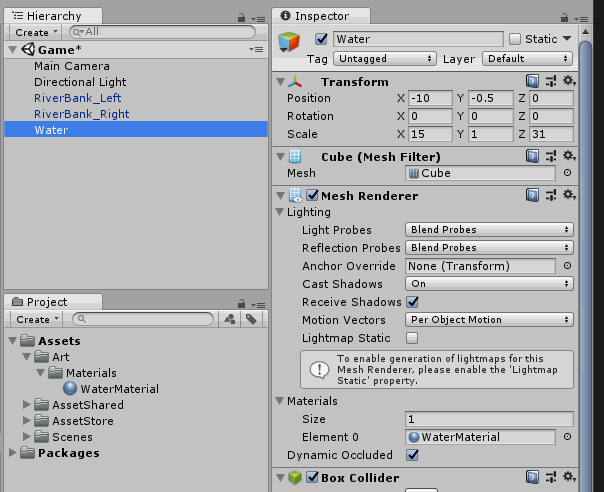 Hierarchy
Create
All
Game*
Main Camera
Directional Light
RiverBank_Left
RiverBank_Right
Water
Project
Create
Assets
Art
Materials
WaterMaterial
AssetShared
AssetStore
Scenes
Packages
Inspector
Water
Static
Tag Untagged Layer Default
Transform
Position X -10 Y -0.5 Z 0
Rotation X 0 Y 0 Z 0
Scale X 15 Y 1 Z 31
Cube (Mesh Filter)
Mesh Cube
Mesh Renderer
Lighting
Light Probes Blend Probes
Reflection Probes Blend Probes
Anchor Override None (Transform)
Cast Shadows On
Receive Shadows
Motion Vectors Per Object Motion
Lightmap Static
To enable generation of lightmaps for this
Mesh Renderer, please enable the 'Lightmap
Static' property.
Materials
Size 1
Element 0 WaterMaterial
Dynamic Occluded
Box Collider